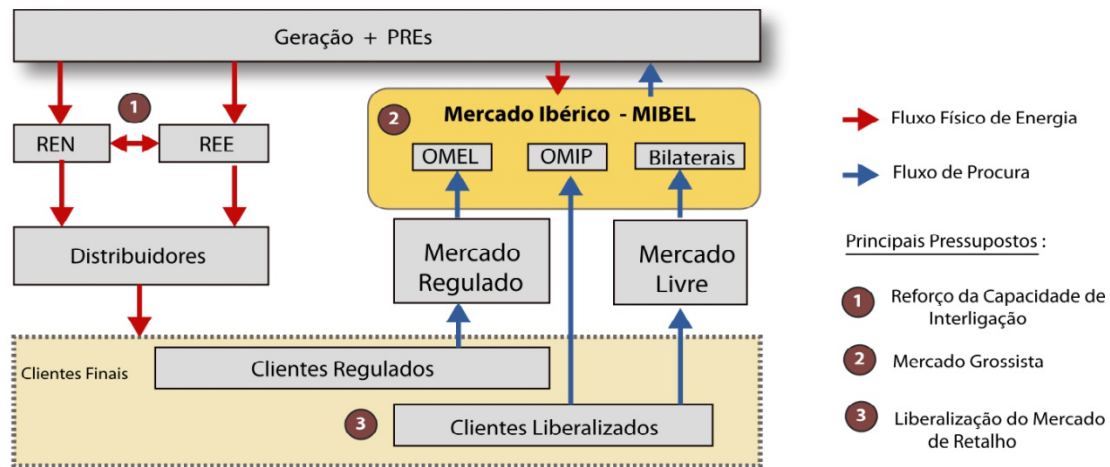 Geração + PREs
1
REN
REE
2
Mercado Ibérico - MIBEL
OMEL
OMIP
Bilaterais
Distribuidores
Mercado
Regulado
Mercado
Livre
Clientes Finais
Clientes Regulados
3
Clientes Liberalizados
Fluxo Físico de Energia
Fluxo de Procura
Principais Pressupostos :
1
Reforço da Capacidade de
Interligação
2
Mercado Grossista
3
Liberalização do Mercado
de Retalho